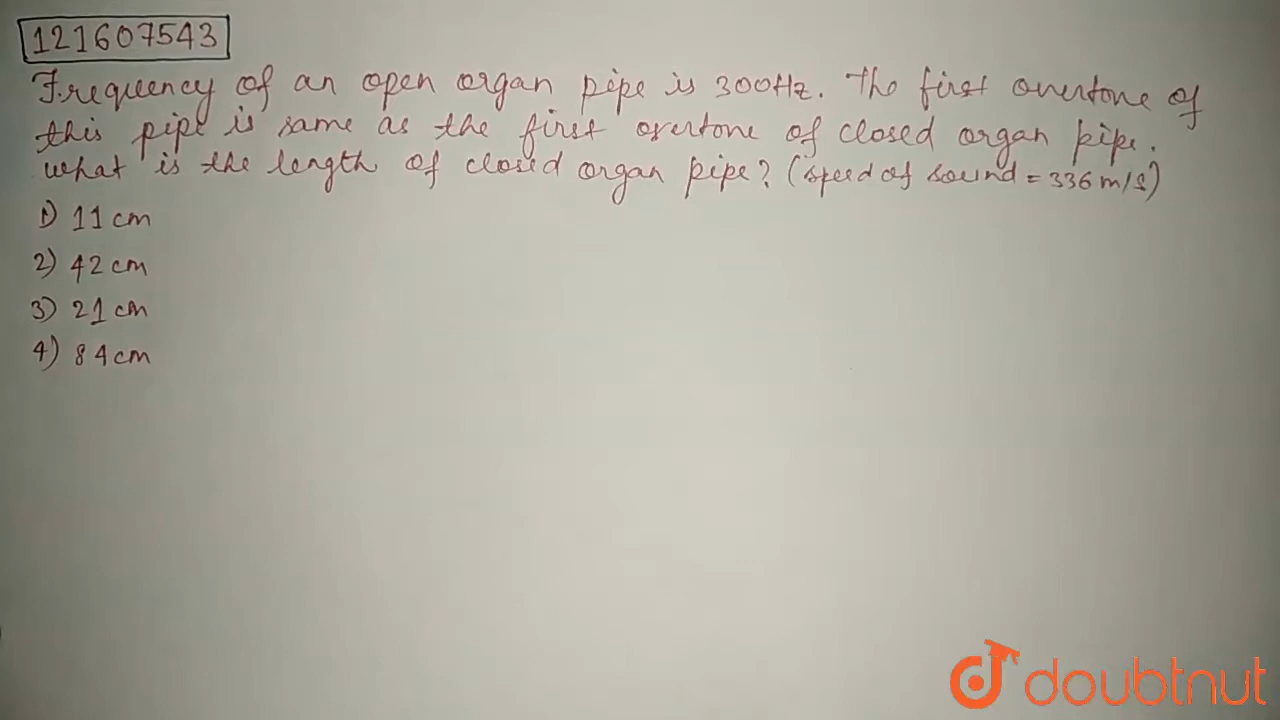 121607543
Frequency of an open organ pipe is 300Hz. The first overtone of
this pipe is same as the first overtone of closed organ pipe.
what is the length of closed organ pipe? (speed of sound = 336 m/s)
1) 11 cm
2) 42 cm
3) 21 cm
4) 84 cm
doubtnut